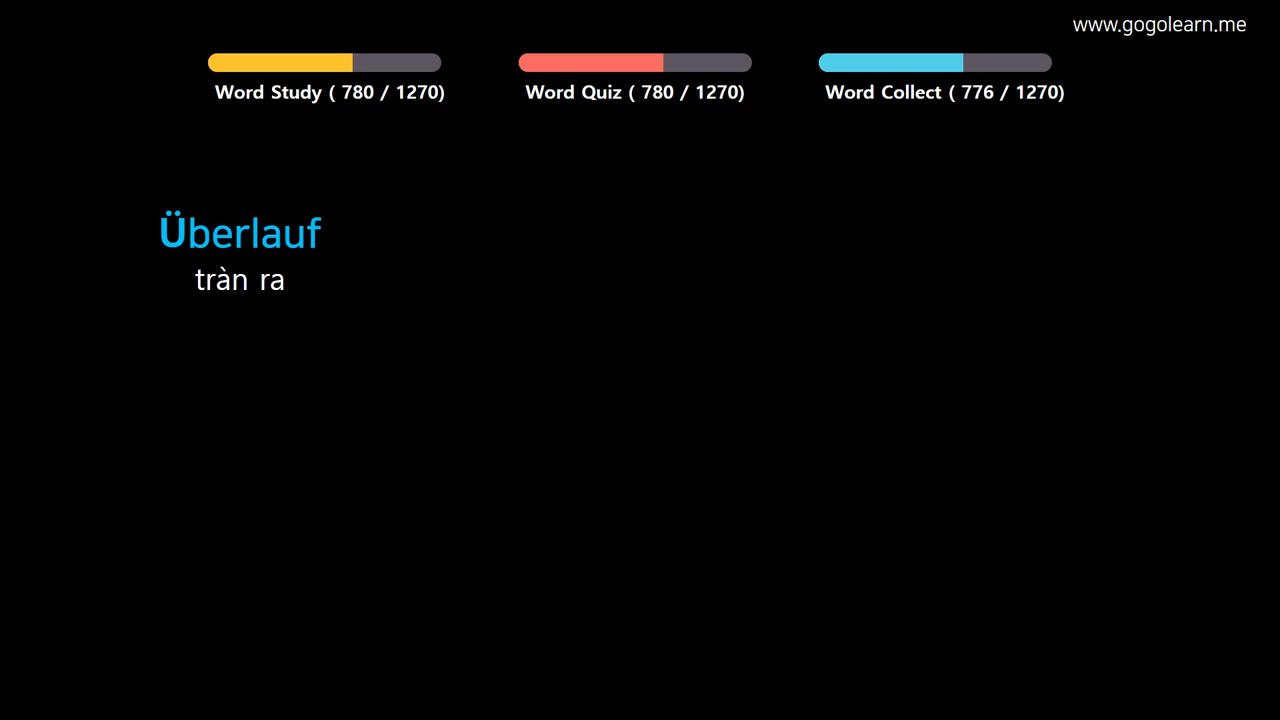 www.gogolearn.me
Word Study ( 780 / 1270)
Word Quiz ( 780 / 1270)
Word Collect ( 776 / 1270)
Überlauf
tràn ra